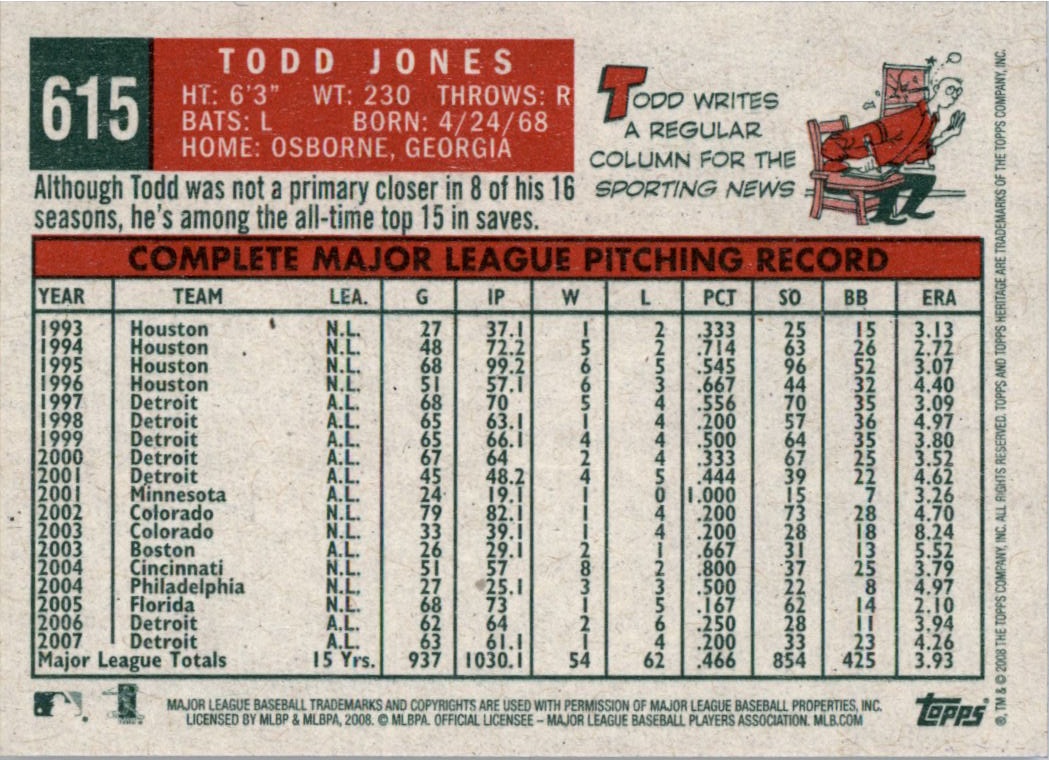 615
TODD JONES
HT: 6'3" WT: 230 THROWS: R
BATS: L BORN: 4/24/68
HOME: OSBORNE, GEORGIA
Although Todd was not a primary closer in 8 of his 16
seasons, he's among the all-time top 15 in saves.
TODD WRITES
A REGULAR
COLUMN FOR THE
SPORTING NEWS
COMPLETE MAJOR LEAGUE PITCHING RECORD
YEAR TEAM LEA. G IP W L PCT SO BB ERA
1993 Houston N.L. 27 37.1 1 2 .333 25 15 3.13
1994 Houston N.L. 48 72.2 5 2 .714 63 26 2.72
1995 Houston N.L. 68 99.2 6 5 .545 96 52 3.07
1996 Houston N.L. 51 57.1 6 3 .667 44 32 4.40
1997 Detroit A.L. 68 70 5 4 .556 70 35 3.09
1998 Detroit A.L. 65 63.1 1 4 .200 57 36 4.97
1999 Detroit A.L. 65 66.1 4 4 .500 64 35 3.80
2000 Detroit A.L. 67 64 2 4 .333 67 25 3.52
2001 Detroit A.L. 45 48.2 4 5 .444 39 22 4.62
2001 Minnesota A.L. 24 19.1 1 0 1.000 15 7 3.26
2002 Colorado N.L. 79 82.1 1 4 .200 73 28 4.70
2003 Colorado N.L. 33 39.1 1 4 .200 28 18 8.24
2003 Boston A.L. 26 29.1 2 1 .667 31 13 5.52
2004 Cincinnati N.L. 51 57 8 2 .800 37 25 3.79
2004 Philadelphia N.L. 27 25.1 3 3 .500 22 8 4.97
2005 Florida N.L. 68 73 1 5 .167 62 14 2.10
2006 Detroit A.L. 62 64 2 6 .250 28 11 3.94
2007 Detroit A.L. 63 61.1 1 4 .200 33 23 4.26
Major League Totals 15 Yrs. 937 1030.1 54 62 .466 854 425 3.93
MAJOR LEAGUE BASEBALL TRADEMARKS AND COPYRIGHTS ARE USED WITH PERMISSION OF MAJOR LEAGUE BASEBALL PROPERTIES, INC.
LICENSED BY MLBP & MLBPA, 2008. © MLBPA. OFFICIAL LICENSEE – MAJOR LEAGUE BASEBALL PLAYERS ASSOCIATION. MLB.COM
topps
®, TM & © 2008 THE TOPPS COMPANY, INC. ALL RIGHTS RESERVED. TOPPS AND TOPPS HERITAGE ARE TRADEMARKS OF THE TOPPS COMPANY, INC.